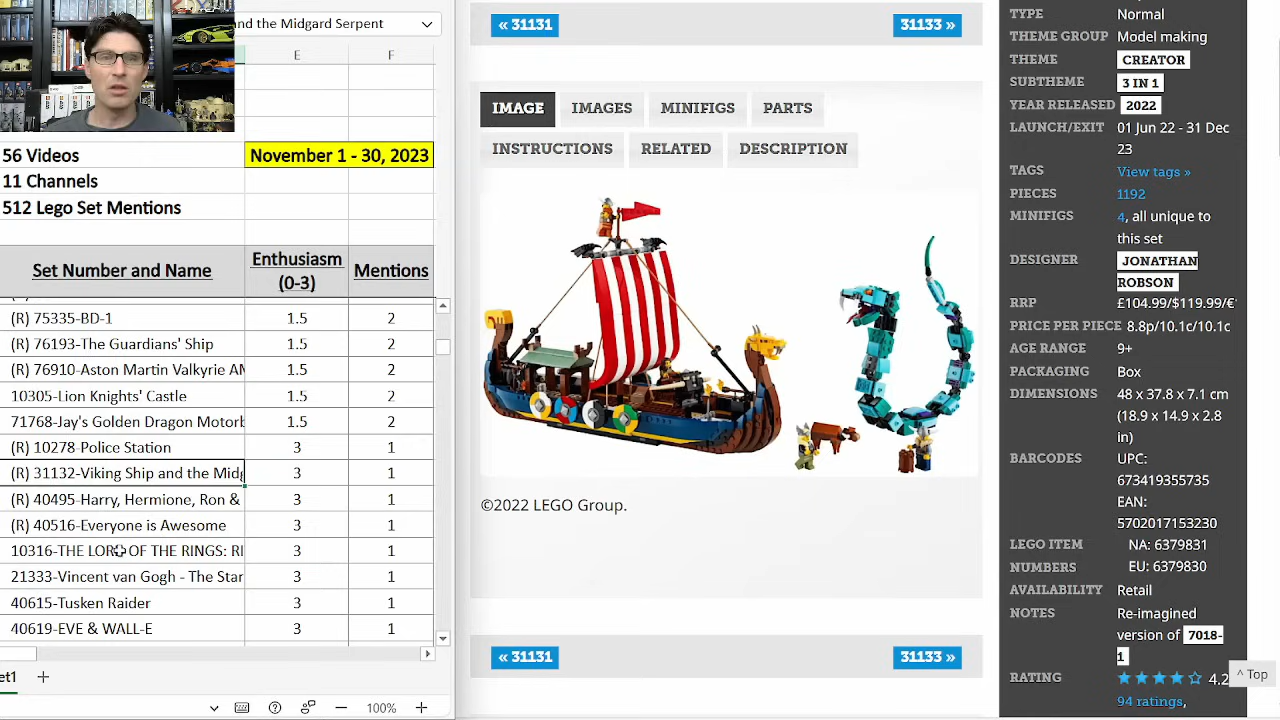 and the Midgard Serpent
E
F
56 Videos
November 1 - 30, 2023
11 Channels
512 Lego Set Mentions
Set Number and Name
Enthusiasm
(0-3)
Mentions
(R) 75335-BD-1
1.5
2
(R) 76193-The Guardians' Ship
1.5
2
(R) 76910-Aston Martin Valkyrie AM
1.5
2
10305-Lion Knights' Castle
1.5
2
71768-Jay's Golden Dragon Motorb
1.5
2
(R) 10278-Police Station
3
1
(R) 31132-Viking Ship and the Midg
3
1
(R) 40495-Harry, Hermione, Ron &
3
1
(R) 40516-Everyone is Awesome
3
1
10316-THE LORD OF THE RINGS: RI
3
1
21333-Vincent van Gogh - The Star
3
1
40615-Tusken Raider
3
1
40619-EVE & WALL-E
3
1
et1
100%
« 31131
31133 »
IMAGE
IMAGES
MINIFIGS
PARTS
INSTRUCTIONS
RELATED
DESCRIPTION
©2022 LEGO Group.
« 31131
31133 »
TYPE
Normal
THEME GROUP
Model making
THEME
CREATOR
SUBTHEME
3 IN 1
YEAR RELEASED
2022
LAUNCH/EXIT
01 Jun 22 - 31 Dec
23
TAGS
View tags »
PIECES
1192
MINIFIGS
4, all unique to
this set
DESIGNER
JONATHAN
ROBSON
RRP
£104.99/$119.99/€
PRICE PER PIECE
8.8p/10.1c/10.1c
AGE RANGE
9+
PACKAGING
Box
DIMENSIONS
48 x 37.8 x 7.1 cm
(18.9 x 14.9 x 2.8
in)
BARCODES
UPC:
673419355735
EAN:
5702017153230
LEGO ITEM
NUMBERS
NA: 6379831
EU: 6379830
AVAILABILITY
Retail
NOTES
Re-imagined
version of 7018-
1
RATING
4.2
94 ratings,
^ Top